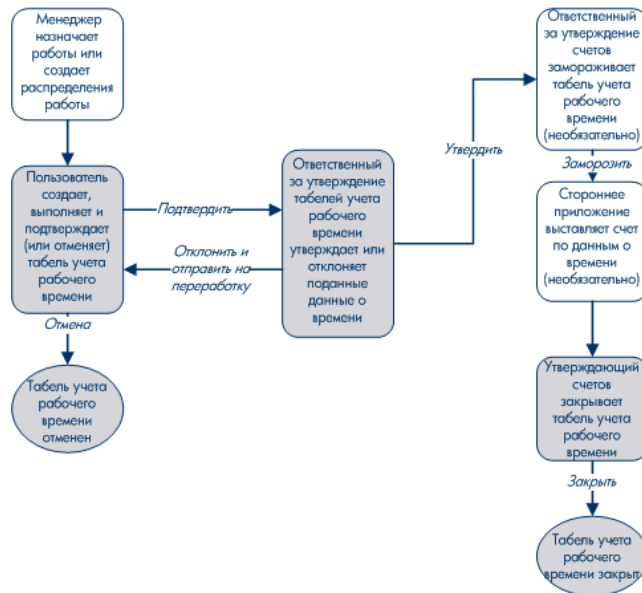 Менеджер
назначает
работы или
создает
распределения
работы
Пользователь
создает,
выполняет и
подтверждает
(или отменяет)
табель учета
рабочего
времени
Подтвердить
Отклонить и
отправить на
переработку
Отмена
Табель учета
рабочего
времени
отменен
Ответственный
за утверждение
табелей учета
рабочего
времени
утверждает или
отклоняет
поданные
данные о
времени
Утвердить
Ответственный
за утверждение
счетов
замораживает
табель учета
рабочего
времени
(необязательно)
Заморозить
Стороннее
приложение
выставляет счет
по данным о
времени
(необязательно)
Утверждающий
счетов
закрывает
табель учета
рабочего
времени
Закрыть
Табель учета
рабочего
времени закрыт